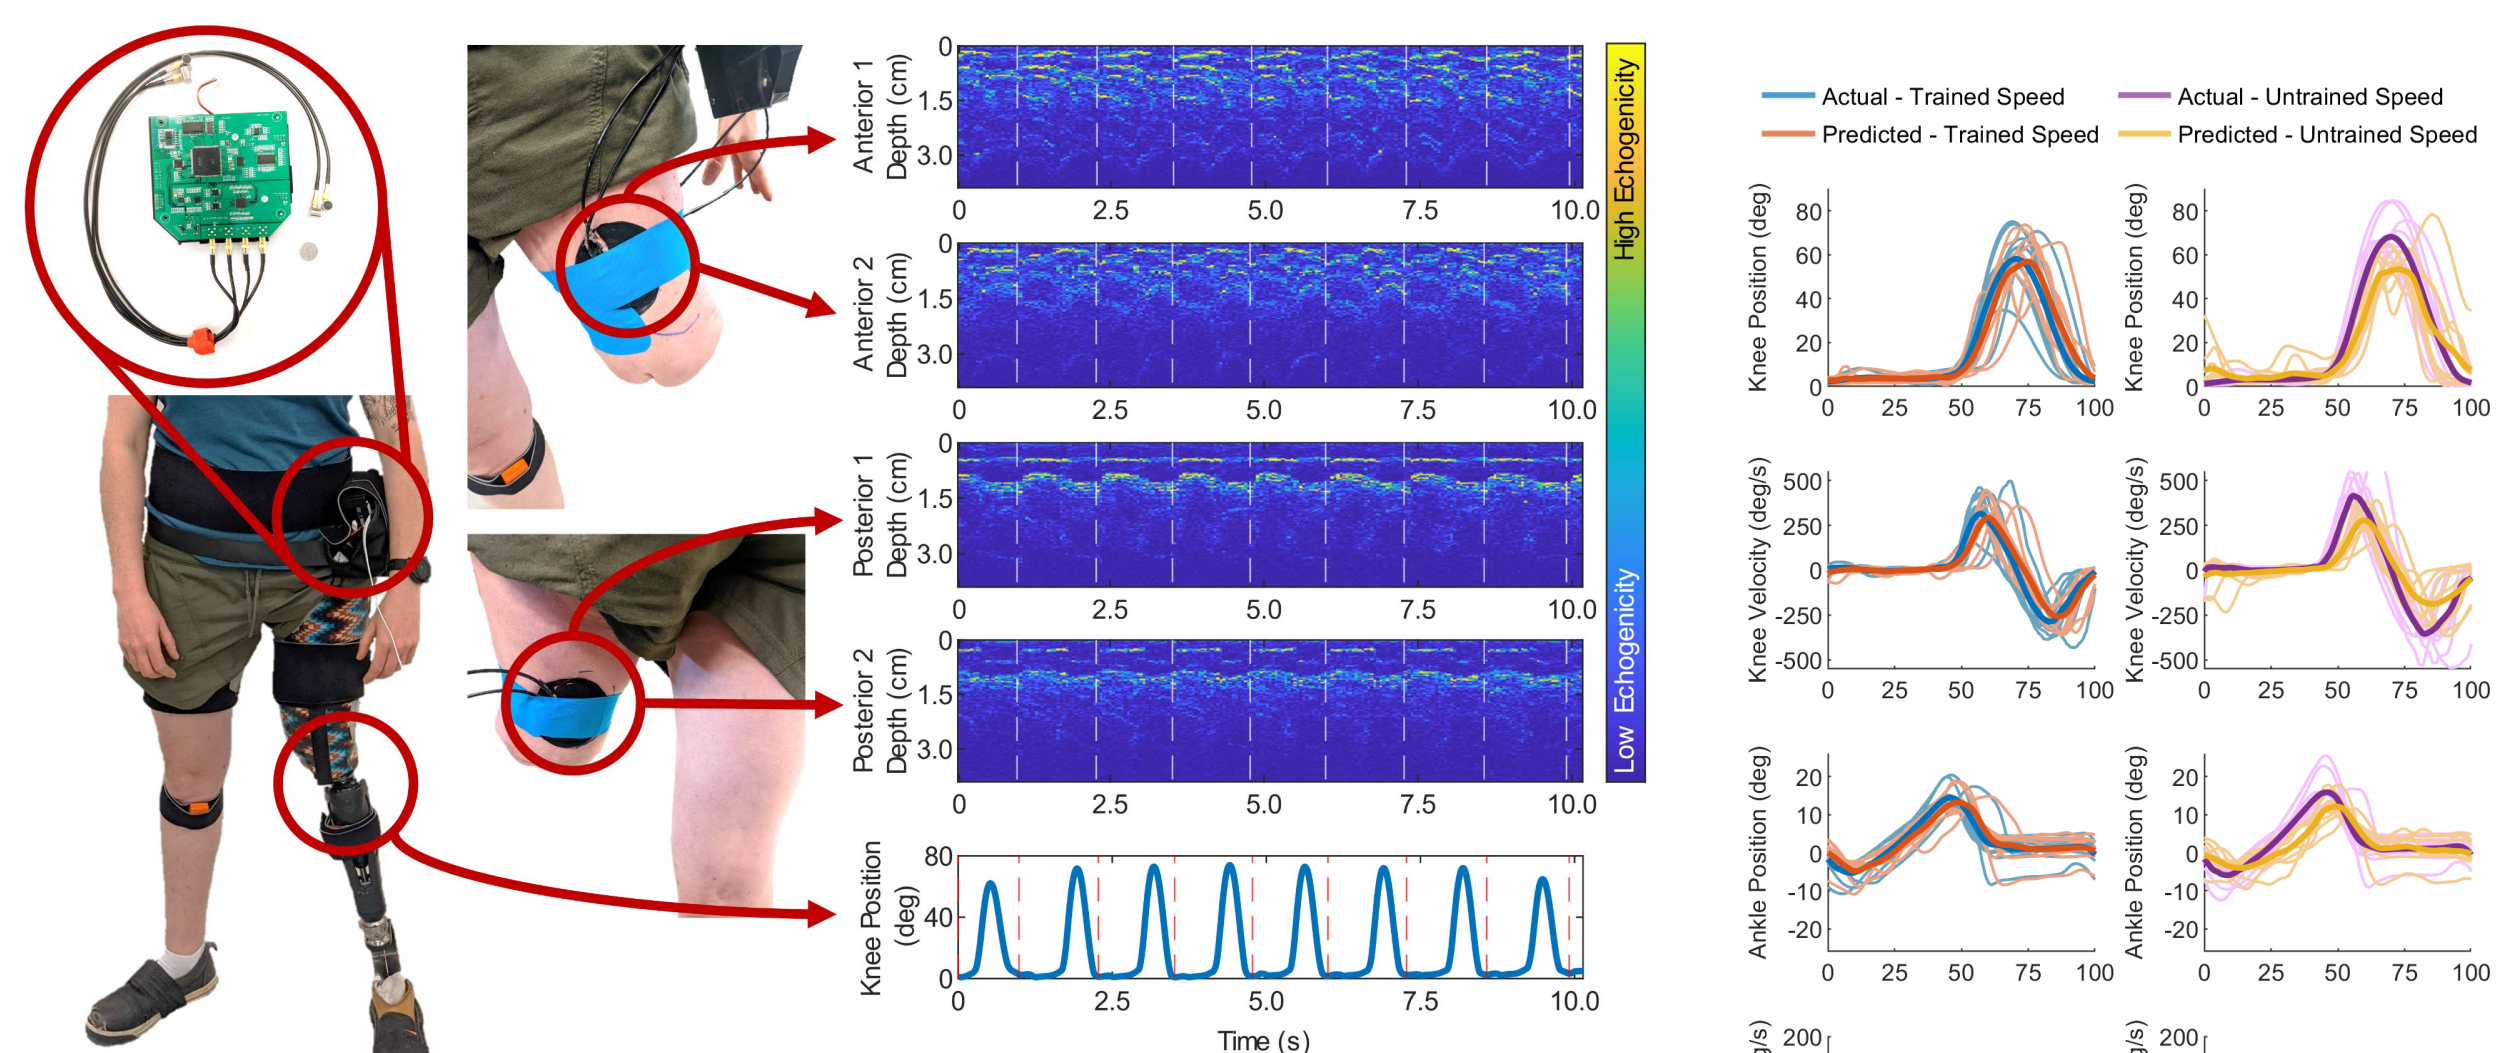 Anterior 1
Depth (cm)
0
1.5
3.0
0 2.5 5.0 7.5 10.0
Anterior 2
Depth (cm)
0
1.5
3.0
0 2.5 5.0 7.5 10.0
Posterior 1
Depth (cm)
0
1.5
3.0
0 2.5 5.0 7.5 10.0
Posterior 2
Depth (cm)
0
1.5
3.0
0 2.5 5.0 7.5 10.0
Knee Position
(deg)
80
40
0
0 2.5 5.0 7.5 10.0
Time (s)
High Echogenicity
Low Echogenicity
Actual - Trained Speed
Predicted - Trained Speed
Actual - Untrained Speed
Predicted - Untrained Speed
Knee Position (deg)
80
60
40
20
0
0 25 50 75 100
Knee Position (deg)
80
60
40
20
0
0 25 50 75 100
Knee Velocity (deg/s)
500
250
0
-250
-500
0 25 50 75 100
Knee Velocity (deg/s)
500
250
0
-250
-500
0 25 50 75 100
Ankle Position (deg)
20
10
0
-10
-20
0 25 50 75 100
Ankle Position (deg)
20
10
0
-10
-20
0 25 50 75 100
g/s)
200
g/s)
200